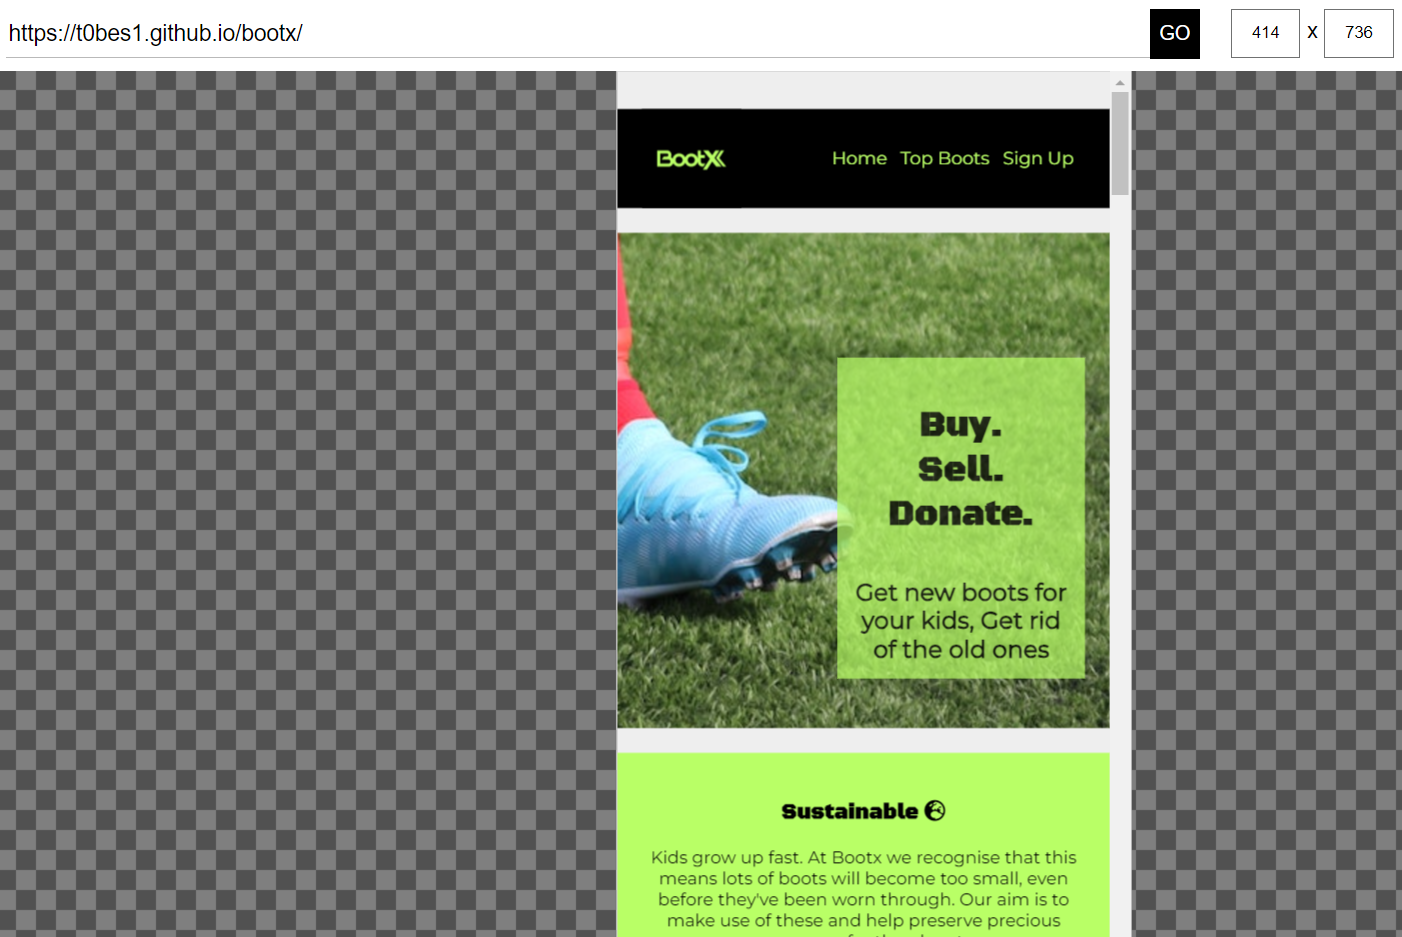 https://t0bes1.github.io/bootx/
GO
414 X 736
BootX
Home Top Boots Sign Up
Buy.
Sell.
Donate.
Get new boots for
your kids, Get rid
of the old ones
Sustainable
Kids grow up fast. At Bootx we recognise that this
means lots of boots will become too small, even
before they've been worn through. Our aim is to
make use of these and help preserve precious